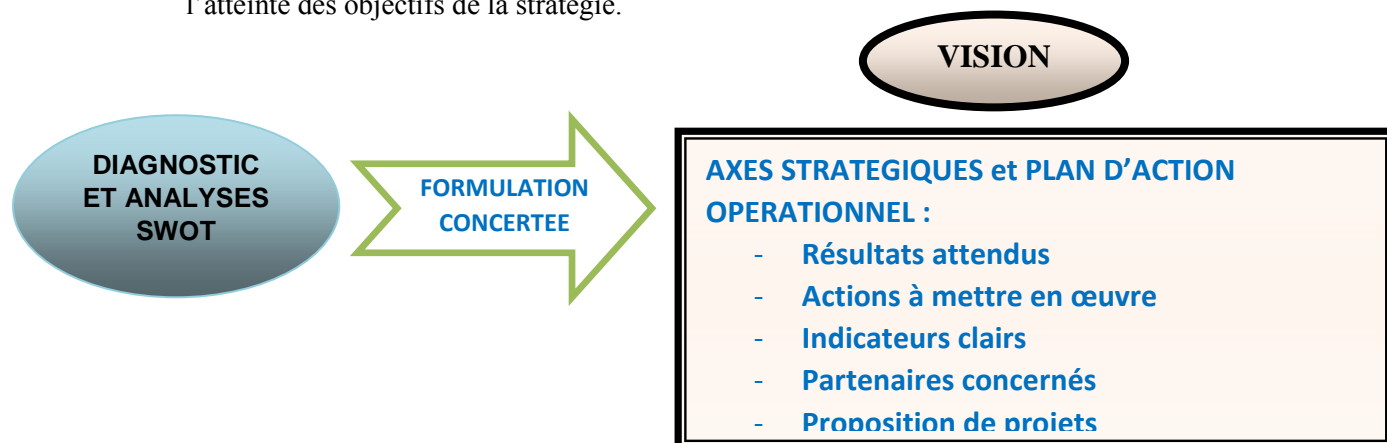 l'atteinte des objectifs de la stratégie.
VISION
DIAGNOSTIC
ET ANALYSES
SWOT
FORMULATION
CONCERTEE
AXES STRATEGIQUES et PLAN D'ACTION
OPERATIONNEL :
- Résultats attendus
- Actions à mettre en œuvre
- Indicateurs clairs
- Partenaires concernés
- Proposition de projets